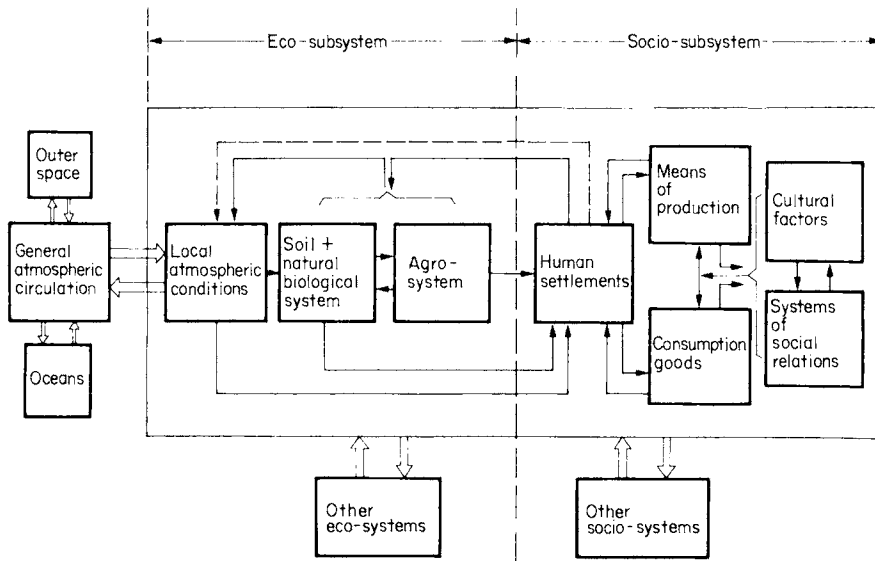 Eco-subsystem
Socio-subsystem
Outer
space
General
atmospheric
circulation
Oceans
Local
atmospheric
conditions
Soil +
natural
biological
system
Agro-
system
Human
settlements
Means
of
production
Consumption
goods
Cultural
factors
Systems
of
social
relations
Other
eco-systems
Other
socio-systems